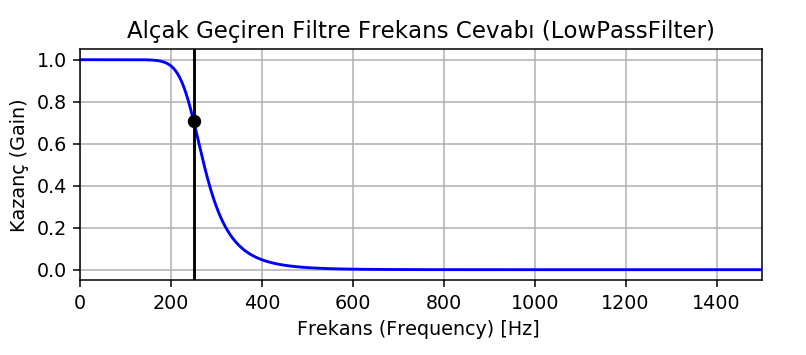 Alçak Geçiren Filtre Frekans Cevabı (LowPassFilter)
Kazanç (Gain)
1.0
0.8
0.6
0.4
0.2
0.0
0 200 400 600 800 1000 1200 1400
Frekans (Frequency) [Hz]